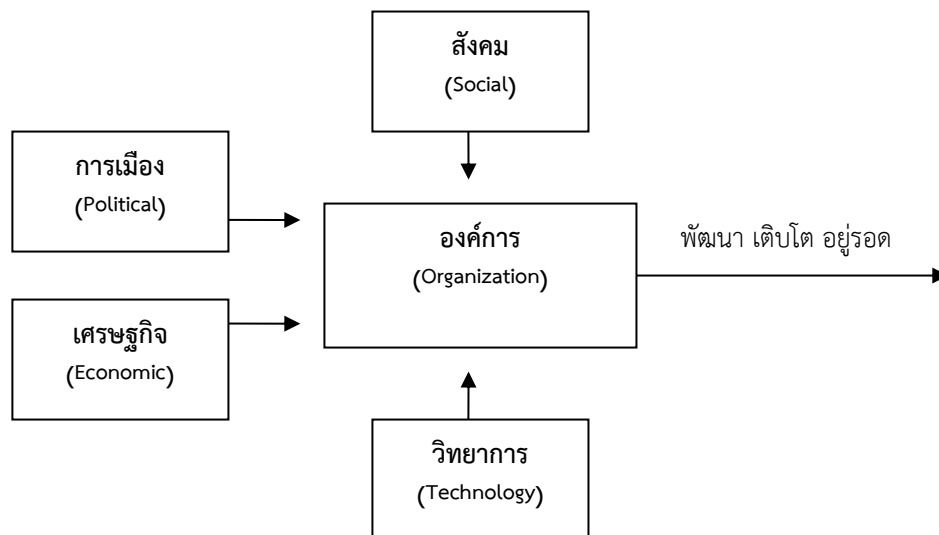 สังคม
(Social)
การเมือง
(Political)
องค์การ
(Organization)
พัฒนา เติบโต อยู่รอด
เศรษฐกิจ
(Economic)
วิทยาการ
(Technology)